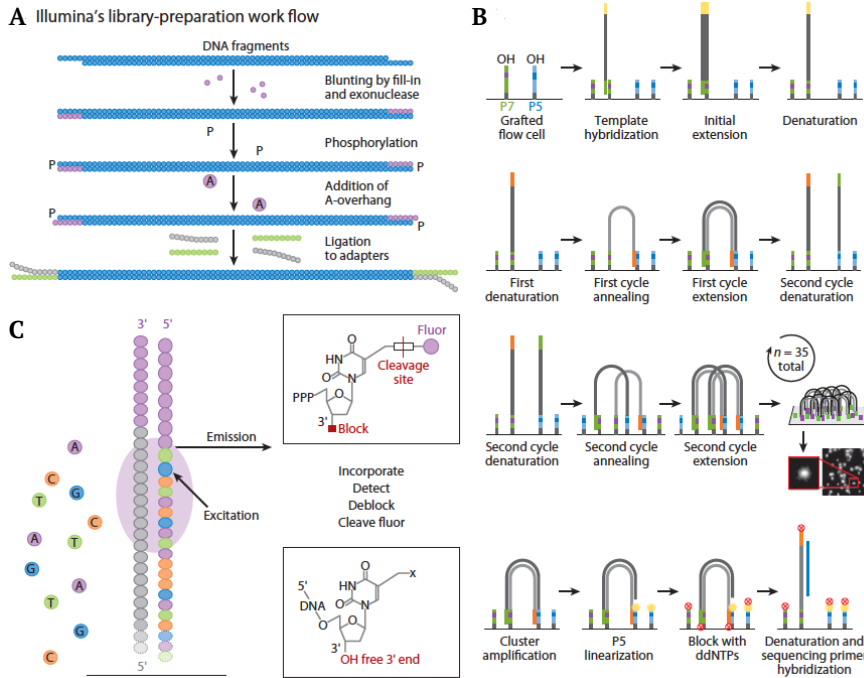 A Illumina's library-preparation work flow
DNA fragments
Blunting by fill-in
and exonuclease
P
P
Phosphorylation
P
P
A
A
Addition of
A-overhang
P
P
Ligation
to adapters
B
OH OH
P7 P5
Grafted
flow cell
Template
hybridization
Initial
extension
Denaturation
First
denaturation
First cycle
annealing
First cycle
extension
Second cycle
denaturation
n = 35
total
Second cycle
denaturation
Second cycle
annealing
Second cycle
extension
Cluster
amplification
P5
linearization
Block with
ddNTPs
Denaturation and
sequencing primer
hybridization
C
3' 5'
A
C
G
T
C
A
T
G
A
T
G
C
5'
Emission
Excitation
Fluor
O
HN
Cleavage
site
O
N
PPP
O
3'
Block
Incorporate
Detect
Deblock
Cleave fluor
O
X
HN
5'
O
N
DNA
O
O
3'
OH free 3' end